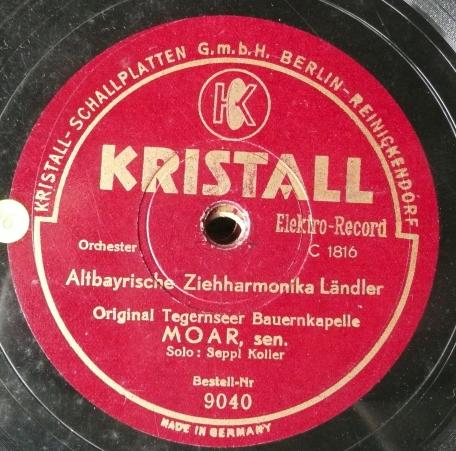 KRISTALL-SCHALLPLATTEN G.m.b.H. BERLIN-REINICKENDORF
K
KRISTALL
Elektro-Record
Orchester
C 1816
Altbayrische Ziehharmonika Ländler
Original Tegernseer Bauernkapelle
MOAR, sen.
Solo: Seppl Koller
Bestell-Nr
9040
MADE IN GERMANY